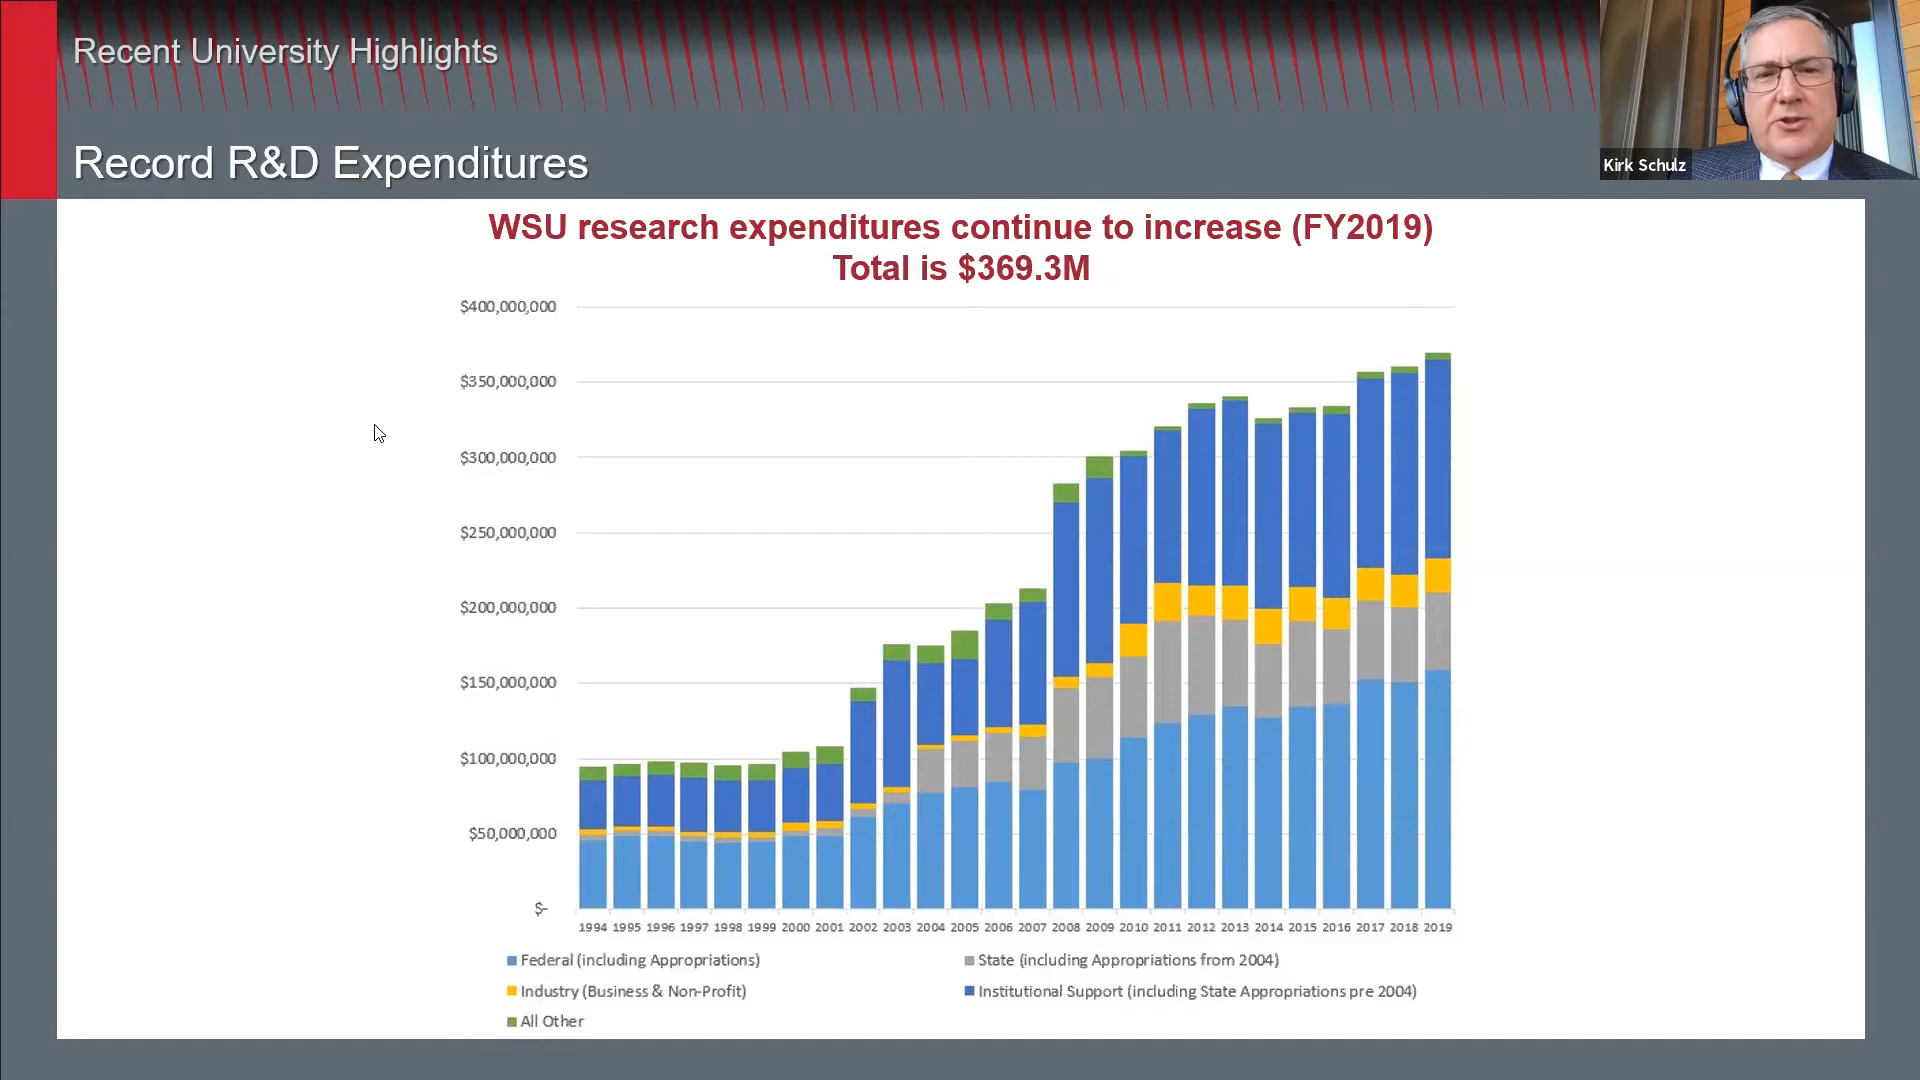 Recent University Highlights
Record R&D Expenditures
Kirk Schulz
WSU research expenditures continue to increase (FY2019)
Total is $369.3M
$400,000,000
$350,000,000
$300,000,000
$250,000,000
$200,000,000
$150,000,000
$100,000,000
$50,000,000
$-
1994 1995 1996 1997 1998 1999 2000 2001 2002 2003 2004 2005 2006 2007 2008 2009 2010 2011 2012 2013 2014 2015 2016 2017 2018 2019
Federal (including Appropriations) State (including Appropriations from 2004)
Industry (Business & Non-Profit) Institutional Support (including State Appropriations pre 2004)
All Other